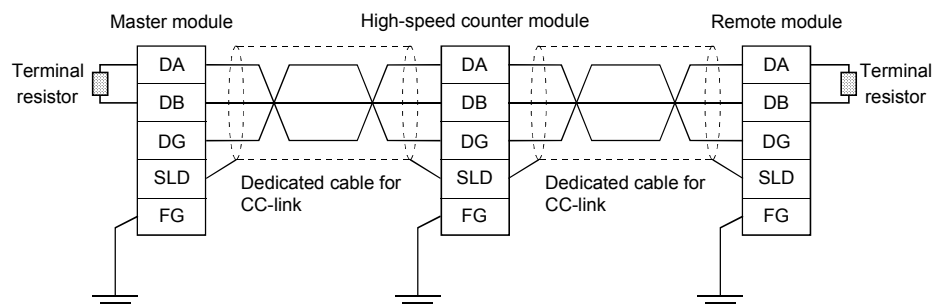 Master module
High-speed counter module
Remote module
Terminal
resistor
DA
DB
DG
SLD
FG
Dedicated cable for
CC-link
DA
DB
DG
SLD
FG
Dedicated cable for
CC-link
DA
DB
DG
SLD
FG
Terminal
resistor